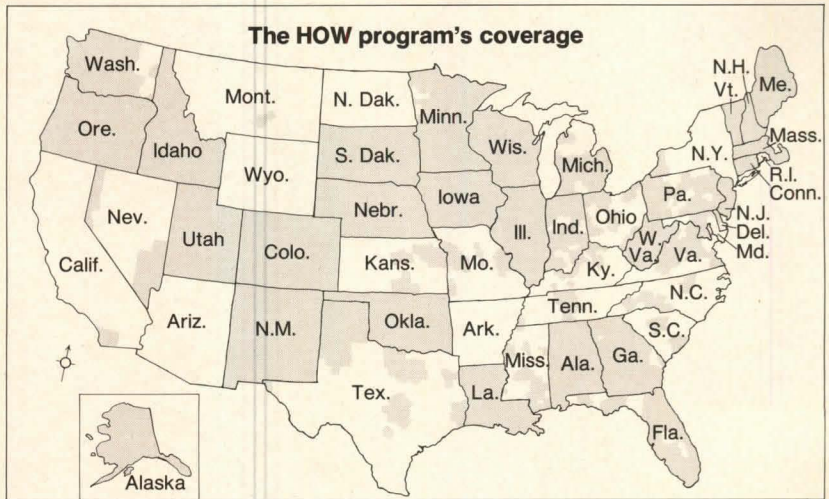 The HOW program's coverage
Wash.
Mont.
N. Dak.
Minn.
N.H.
Vt.
Me.
Ore.
Idaho
S. Dak.
Wis.
Mich.
N.Y.
Mass.
R.I.
Conn.
Wyo.
Nebr.
Iowa
Ill.
Ind.
Ohio
Pa.
N.J.
Del.
Md.
Nev.
Utah
Colo.
Kans.
Mo.
Ky.
W.
Va.
Va.
Calif.
Ariz.
N.M.
Okla.
Ark.
Tenn.
N.C.
S.C.
Tex.
La.
Miss.
Ala.
Ga.
Fla.
Alaska